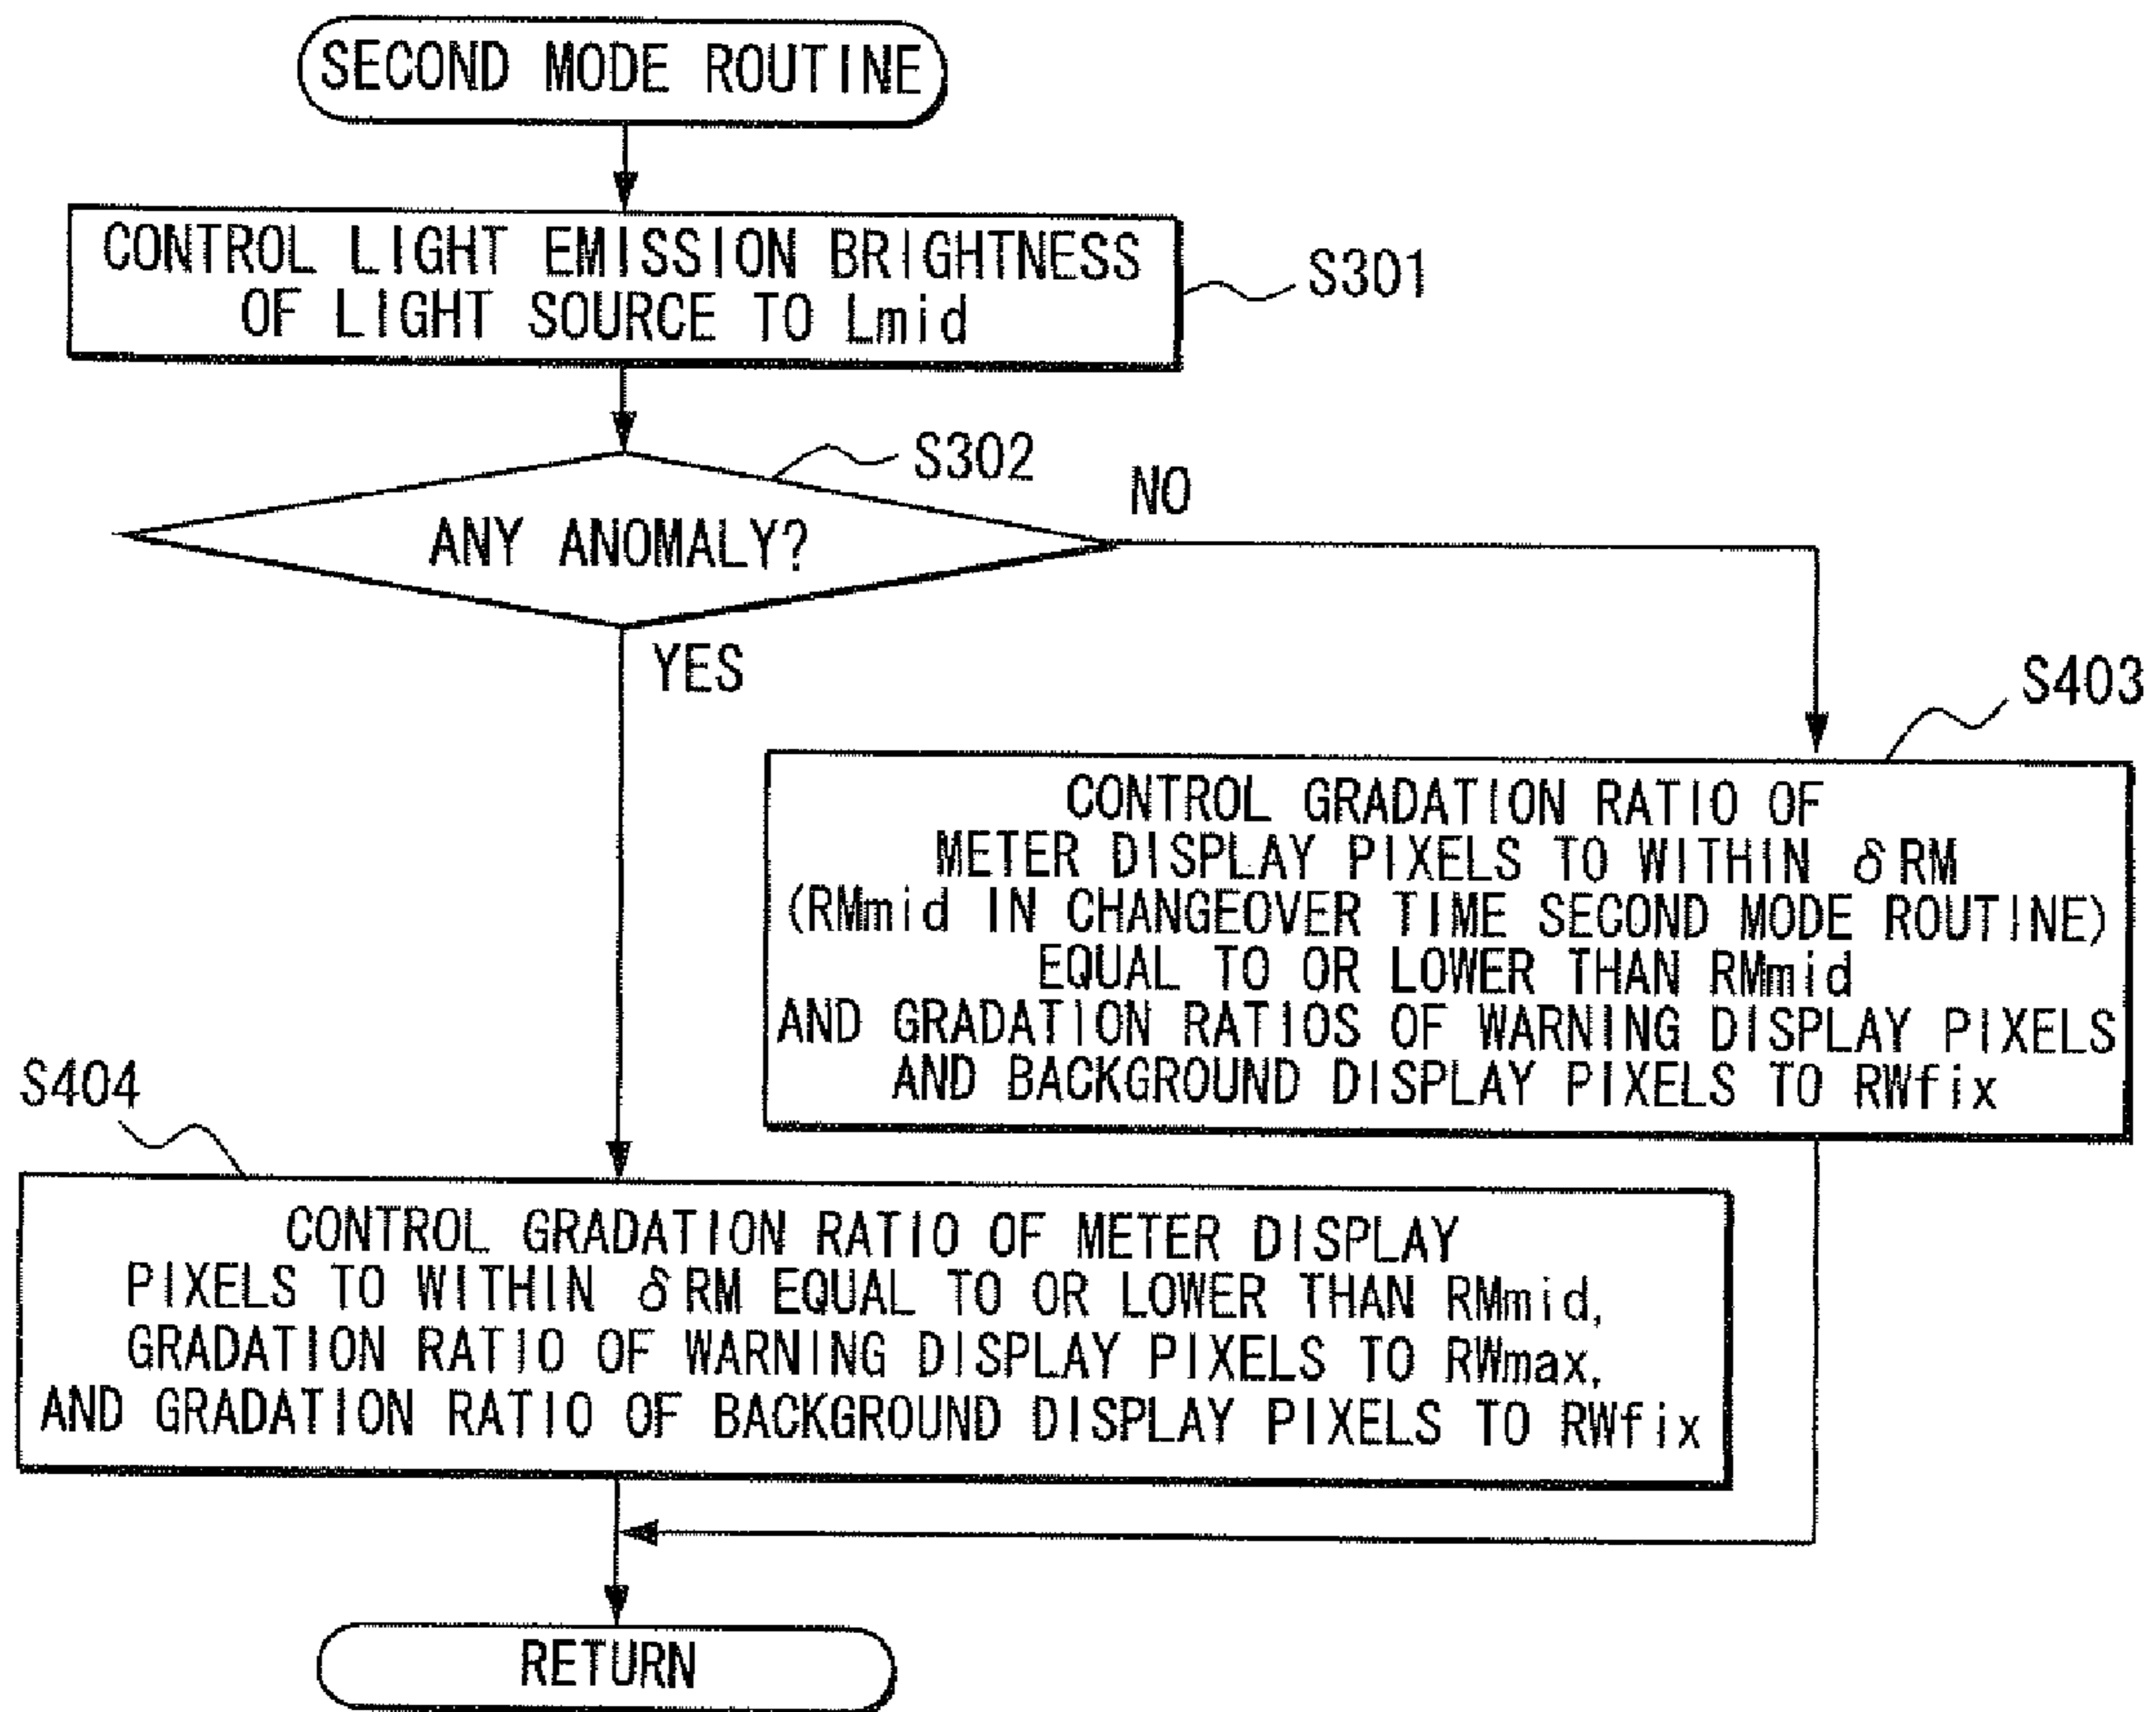 SECOND MODE ROUTINE
CONTROL LIGHT EMISSION BRIGHTNESS
OF LIGHT SOURCE TO Lmid
S301
S302
ANY ANOMALY?
NO
YES
S403
CONTROL GRADATION RATIO OF
METER DISPLAY PIXELS TO WITHIN δRM
(RMmid IN CHANGEOVER TIME SECOND MODE ROUTINE)
EQUAL TO OR LOWER THAN RMmid
AND GRADATION RATIOS OF WARNING DISPLAY PIXELS
AND BACKGROUND DISPLAY PIXELS TO RWfix
S404
CONTROL GRADATION RATIO OF METER DISPLAY
PIXELS TO WITHIN δRM EQUAL TO OR LOWER THAN RMmid,
GRADATION RATIO OF WARNING DISPLAY PIXELS TO RWmax,
AND GRADATION RATIO OF BACKGROUND DISPLAY PIXELS TO RWfix
RETURN